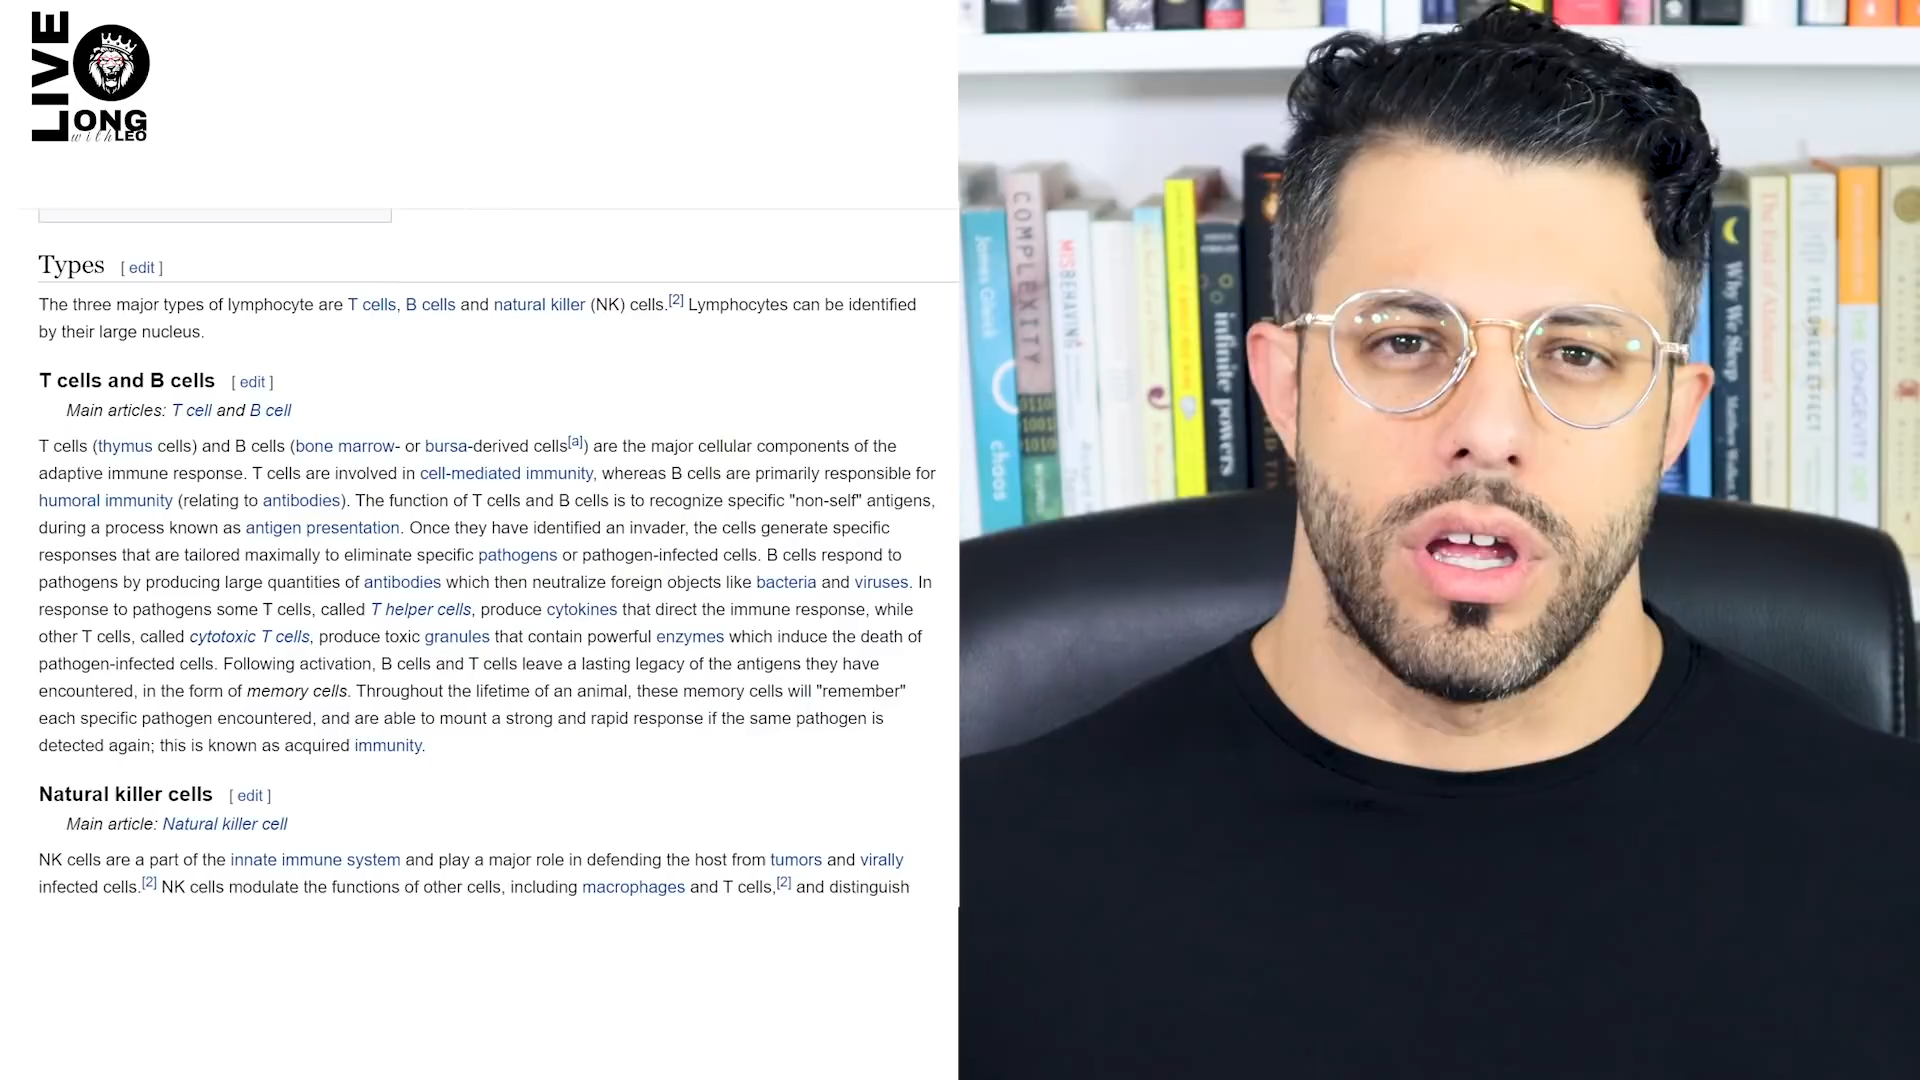 LIVE
LONG
with LEO
Types [ edit ]
The three major types of lymphocyte are T cells, B cells and natural killer (NK) cells.[2] Lymphocytes can be identified
by their large nucleus.
T cells and B cells [ edit ]
Main articles: T cell and B cell
T cells (thymus cells) and B cells (bone marrow- or bursa-derived cells[a]) are the major cellular components of the
adaptive immune response. T cells are involved in cell-mediated immunity, whereas B cells are primarily responsible for
humoral immunity (relating to antibodies). The function of T cells and B cells is to recognize specific "non-self" antigens,
during a process known as antigen presentation. Once they have identified an invader, the cells generate specific
responses that are tailored maximally to eliminate specific pathogens or pathogen-infected cells. B cells respond to
pathogens by producing large quantities of antibodies which then neutralize foreign objects like bacteria and viruses. In
response to pathogens some T cells, called T helper cells, produce cytokines that direct the immune response, while
other T cells, called cytotoxic T cells, produce toxic granules that contain powerful enzymes which induce the death of
pathogen-infected cells. Following activation, B cells and T cells leave a lasting legacy of the antigens they have
encountered, in the form of memory cells. Throughout the lifetime of an animal, these memory cells will "remember"
each specific pathogen encountered, and are able to mount a strong and rapid response if the same pathogen is
detected again; this is known as acquired immunity.
Natural killer cells [ edit ]
Main article: Natural killer cell
NK cells are a part of the innate immune system and play a major role in defending the host from tumors and virally
infected cells.[2] NK cells modulate the functions of other cells, including macrophages and T cells,[2] and distinguish
James Gleick
chaos
COMPLEXITY
MISBEHAVING
infinite powers
Why We Sleep
THE LONGEVITY DIET